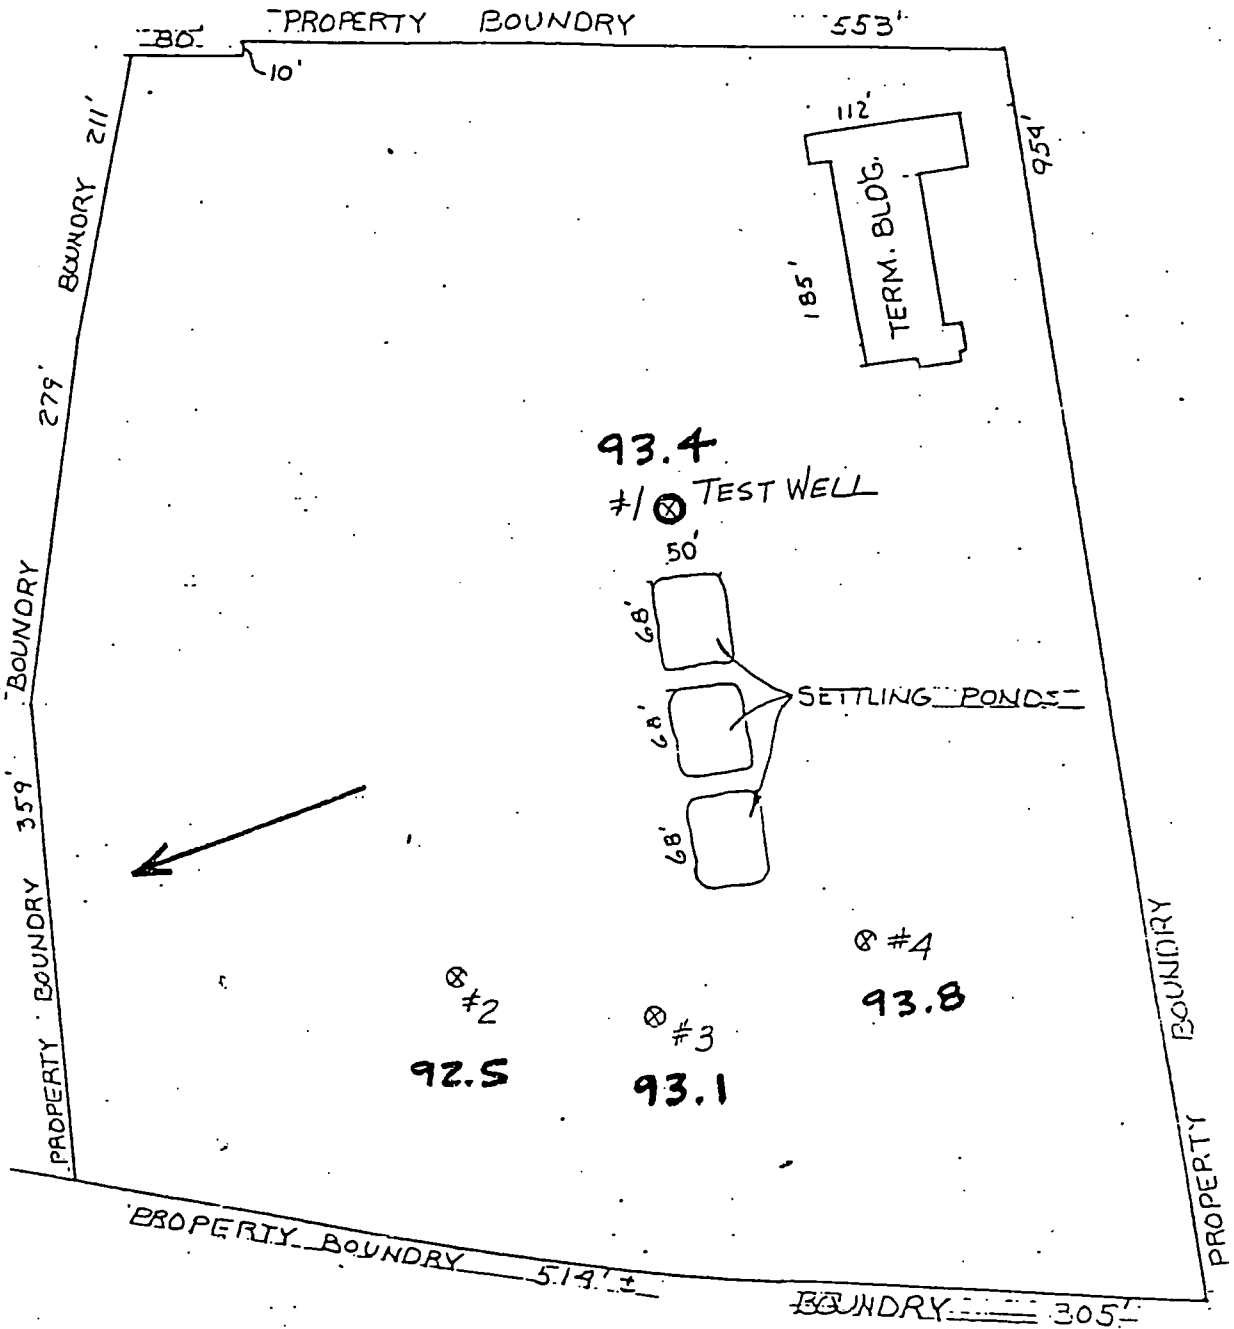 80'
PROPERTY BOUNDRY 553'
10'
BOUNDRY 211'
112'
954'
TERM. BLDG.
185'
279'
93.4
#1 TEST WELL
50'
BOUNDRY
68'
SETTLING PONDS
68'
68'
PROPERTY BOUNDRY 359'
#4
93.8
#2
92.5
#3
93.1
PROPERTY BOUNDRY
PROPERTY BOUNDRY 514' ±
BOUNDRY 305'